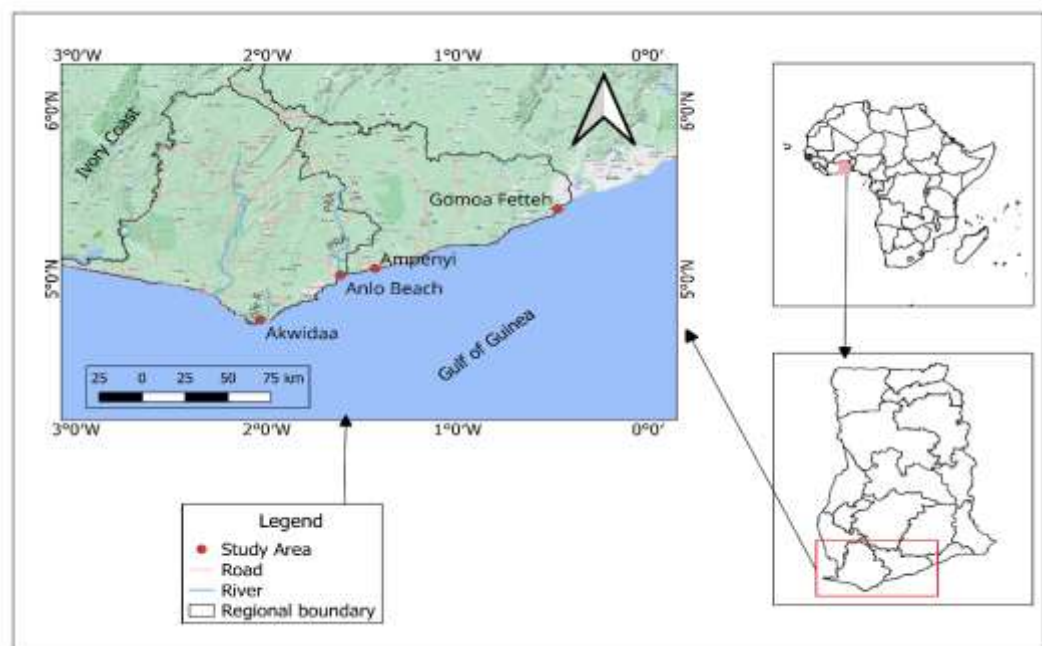 3°0'W 2°0'W 1°0'W 0°0'
6°0'N 6°0'N
Ivory Coast
PRA
Gomoa Fetteh
Ampenyi
5°0'N 5°0'N
Anlo Beach
Akwidaa
Gulf of Guinea
25 0 25 50 75 km
3°0'W 2°0'W 1°0'W 0°0'
Legend
Study Area
Road
River
Regional boundary